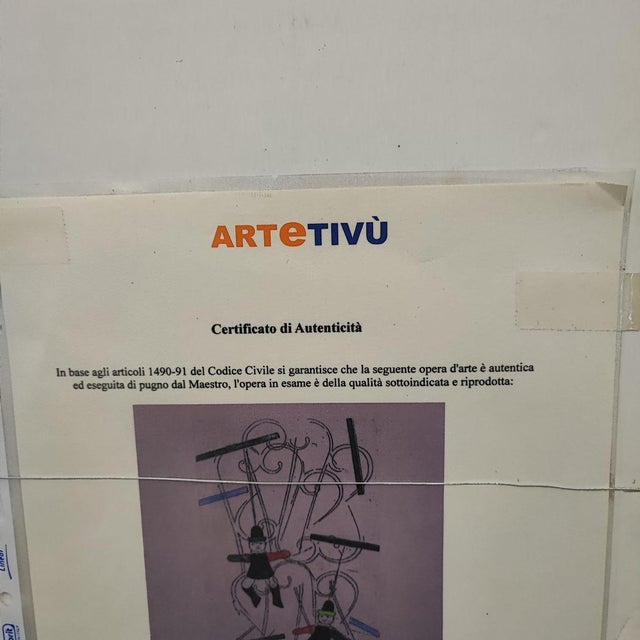 ARTeTIVÙ
Certificato di Autenticità
In base agli articoli 1490-91 del Codice Civile si garantisce che la seguente opera d'arte è autentica
ed eseguita di pugno dal Maestro, l'opera in esame è della qualità sottoindicata e riprodotta: